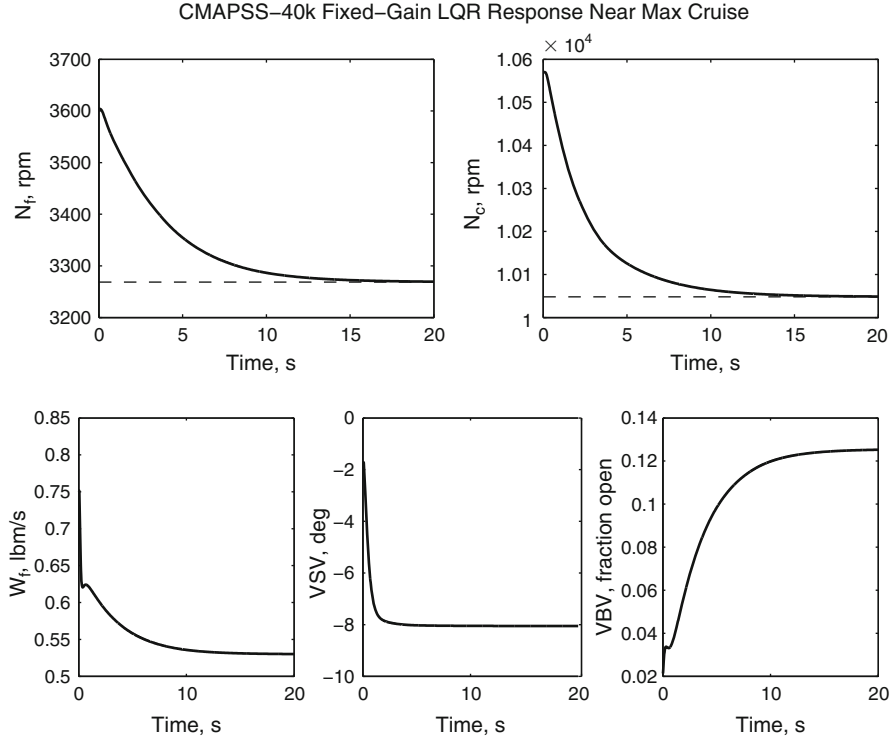 CMAPSS−40k Fixed−Gain LQR Response Near Max Cruise
3700
3600
3500
3400
3300
3200
N_f, rpm
0 5 10 15 20
Time, s
× 10^4
1.06
1.05
1.04
1.03
1.02
1.01
1
N_c, rpm
0 5 10 15 20
Time, s
0.85
0.8
0.75
0.7
0.65
0.6
0.55
0.5
W_f, lbm/s
0 10 20
Time, s
0
−2
−4
−6
−8
−10
VSV, deg
0 10 20
Time, s
0.14
0.12
0.1
0.08
0.06
0.04
0.02
VBV, fraction open
0 10 20
Time, s